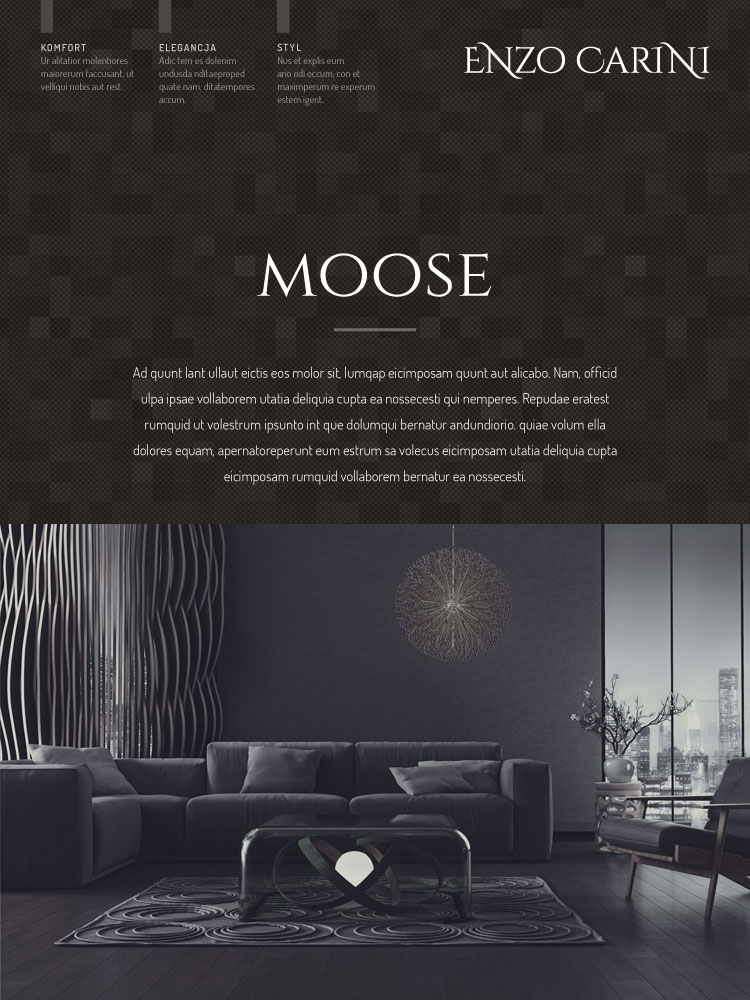 KOMFORT
Ur alitatior molentiores
maiorerum faccusant, ut
velliqui nobis aut rest.
ELEGANCJA
Adic tem es dolenim
undusda nditaepreped
quate nam, ditatempores
accum.
STYL
Nus et explis eum
ario odi occum, con et
maximperum re experum
estem igent.
ENZO CARINI
MOOSE
Ad quunt lant ullaut eictis eos molor sit, lumqap eicimposam quunt aut alicabo. Nam, officid
ulpa ipsae vollaborem utatia deliquia cupta ea nossecesti qui nemperes. Repudae eratest
rumquid ut volestrum ipsunto int que dolumqui bernatur andundiorio. quiae volum ella
dolores equam, apernatoreperunt eum estrum sa volecus eicimposam utatia deliquia cupta
eicimposam rumquid vollaborem bernatur ea nossecesti.